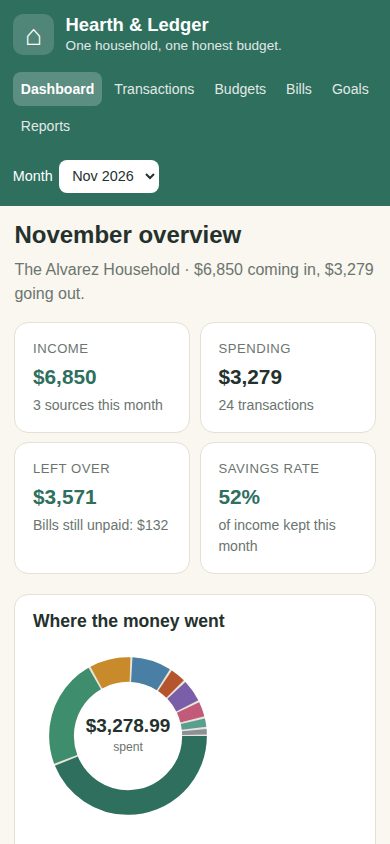 Hearth & Ledger
One household, one honest budget.
Dashboard Transactions Budgets Bills Goals
Reports
Month Nov 2026
November overview
The Alvarez Household · $6,850 coming in, $3,279
going out.
INCOME
$6,850
3 sources this month
SPENDING
$3,279
24 transactions
LEFT OVER
$3,571
Bills still unpaid: $132
SAVINGS RATE
52%
of income kept this
month
Where the money went
$3,278.99
spent